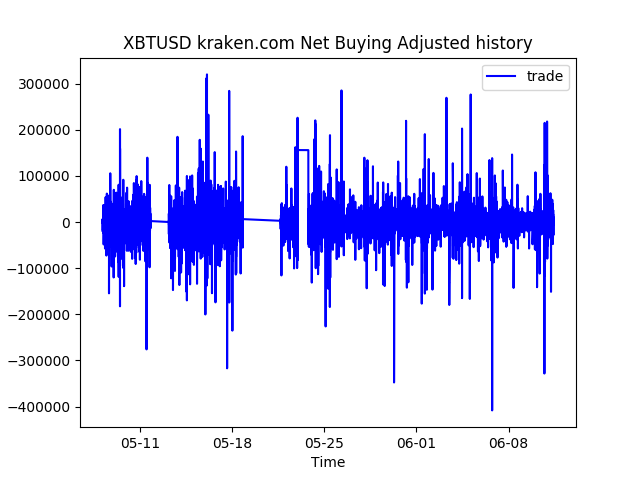 XBTUSD kraken.com Net Buying Adjusted history
trade
300000
200000
100000
0
−100000
−200000
−300000
−400000
05-11 05-18 05-25 06-01 06-08
Time